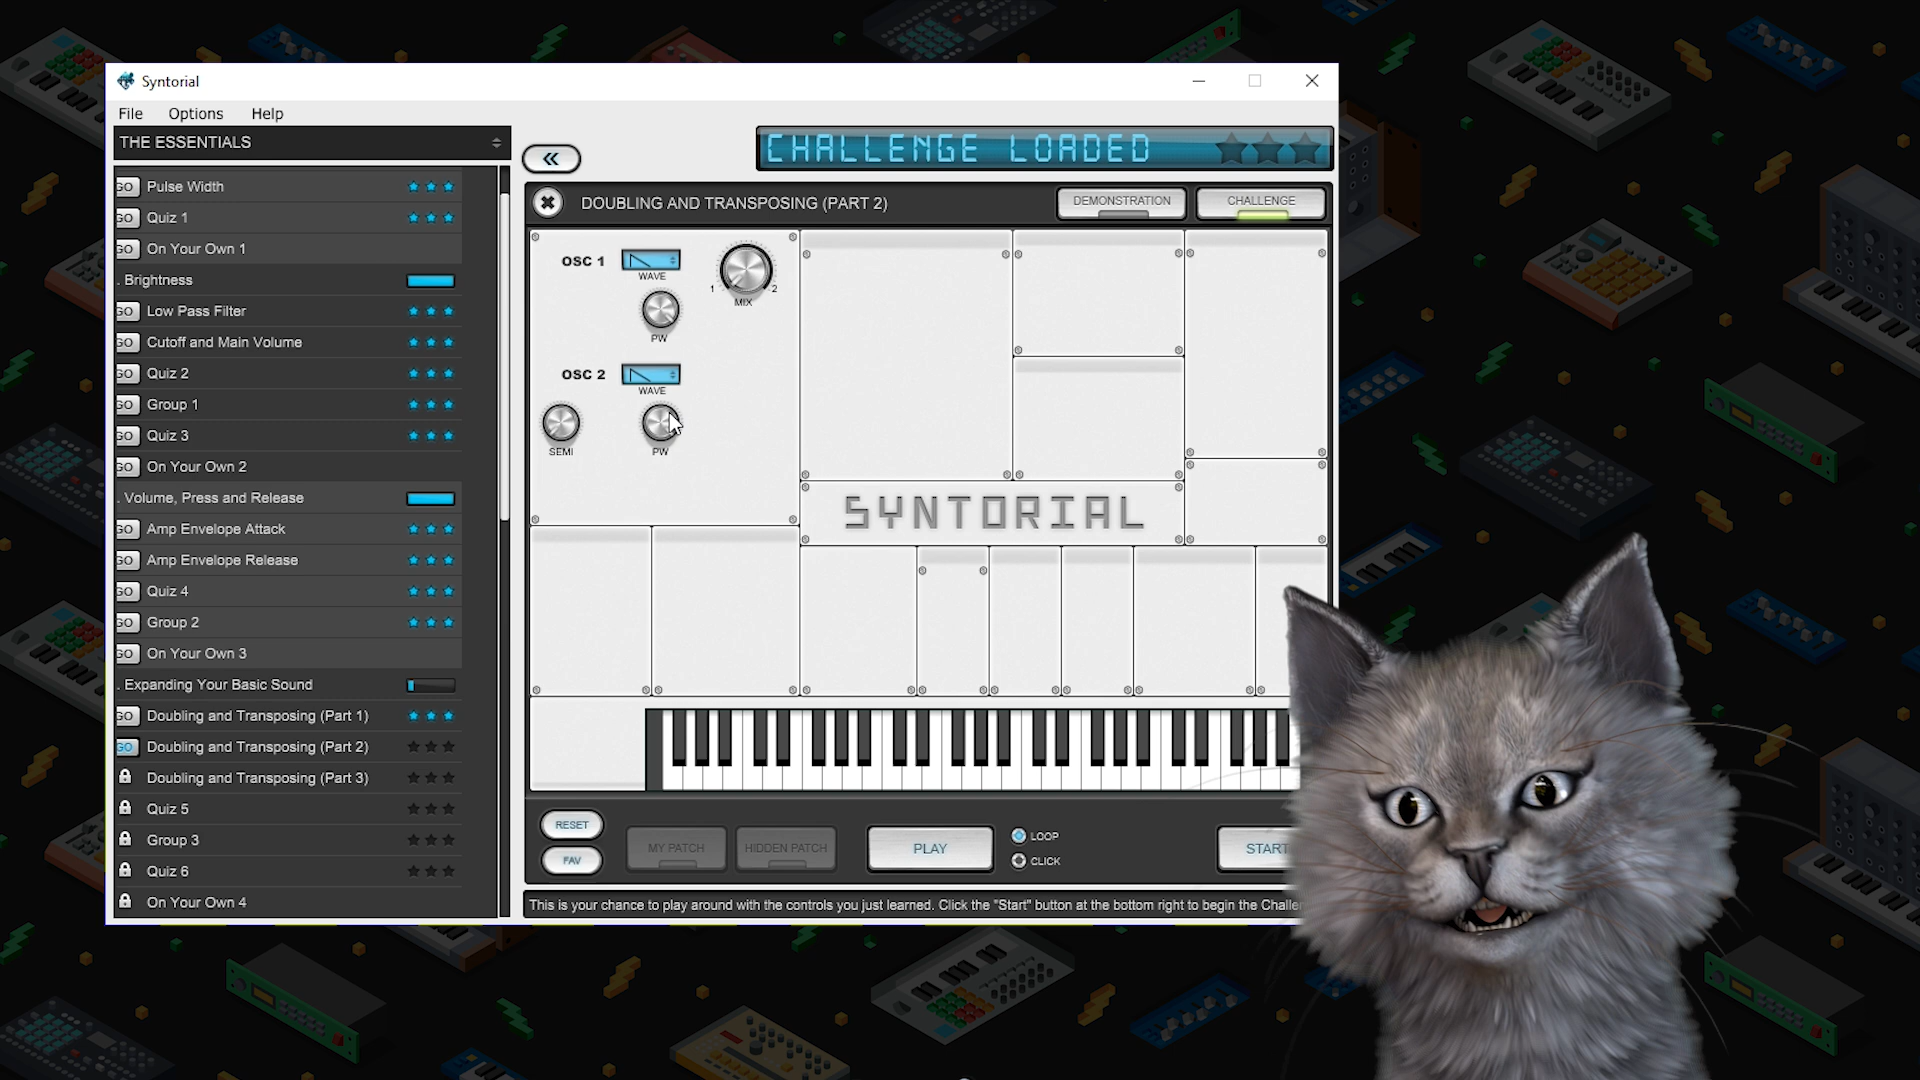 Syntorial
File Options Help
THE ESSENTIALS
CHALLENGE LOADED
GO Pulse Width
GO Quiz 1
GO On Your Own 1
. Brightness
GO Low Pass Filter
GO Cutoff and Main Volume
GO Quiz 2
GO Group 1
GO Quiz 3
GO On Your Own 2
. Volume, Press and Release
GO Amp Envelope Attack
GO Amp Envelope Release
GO Quiz 4
GO Group 2
GO On Your Own 3
. Expanding Your Basic Sound
GO Doubling and Transposing (Part 1)
GO Doubling and Transposing (Part 2)
Doubling and Transposing (Part 3)
Quiz 5
Group 3
Quiz 6
On Your Own 4
DOUBLING AND TRANSPOSING (PART 2)
DEMONSTRATION
CHALLENGE
OSC 1
WAVE
1 2
MIX
PW
OSC 2
WAVE
SEMI
PW
SYNTORIAL
RESET
FAV
MY PATCH
HIDDEN PATCH
PLAY
LOOP
CLICK
START
This is your chance to play around with the controls you just learned. Click the "Start" button at the bottom right to begin the Challe